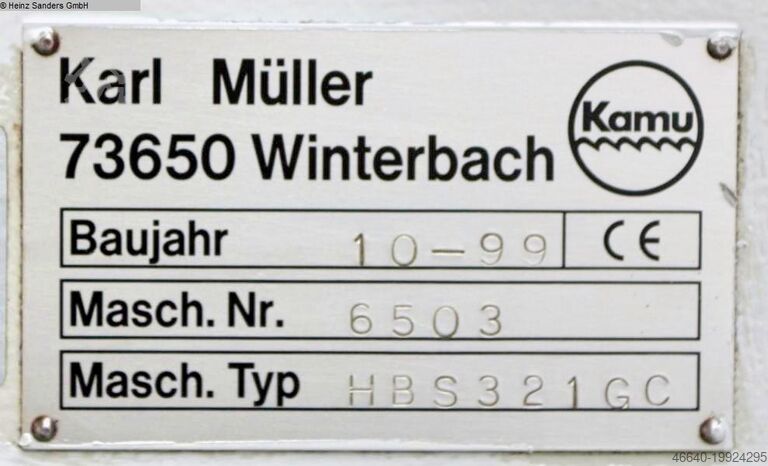 © Heinz Sanders GmbH
Karl Müller
73650 Winterbach
Kamu
Baujahr 10-99 CE
Masch. Nr. 6503
Masch. Typ HBS321GC
46640-19924295